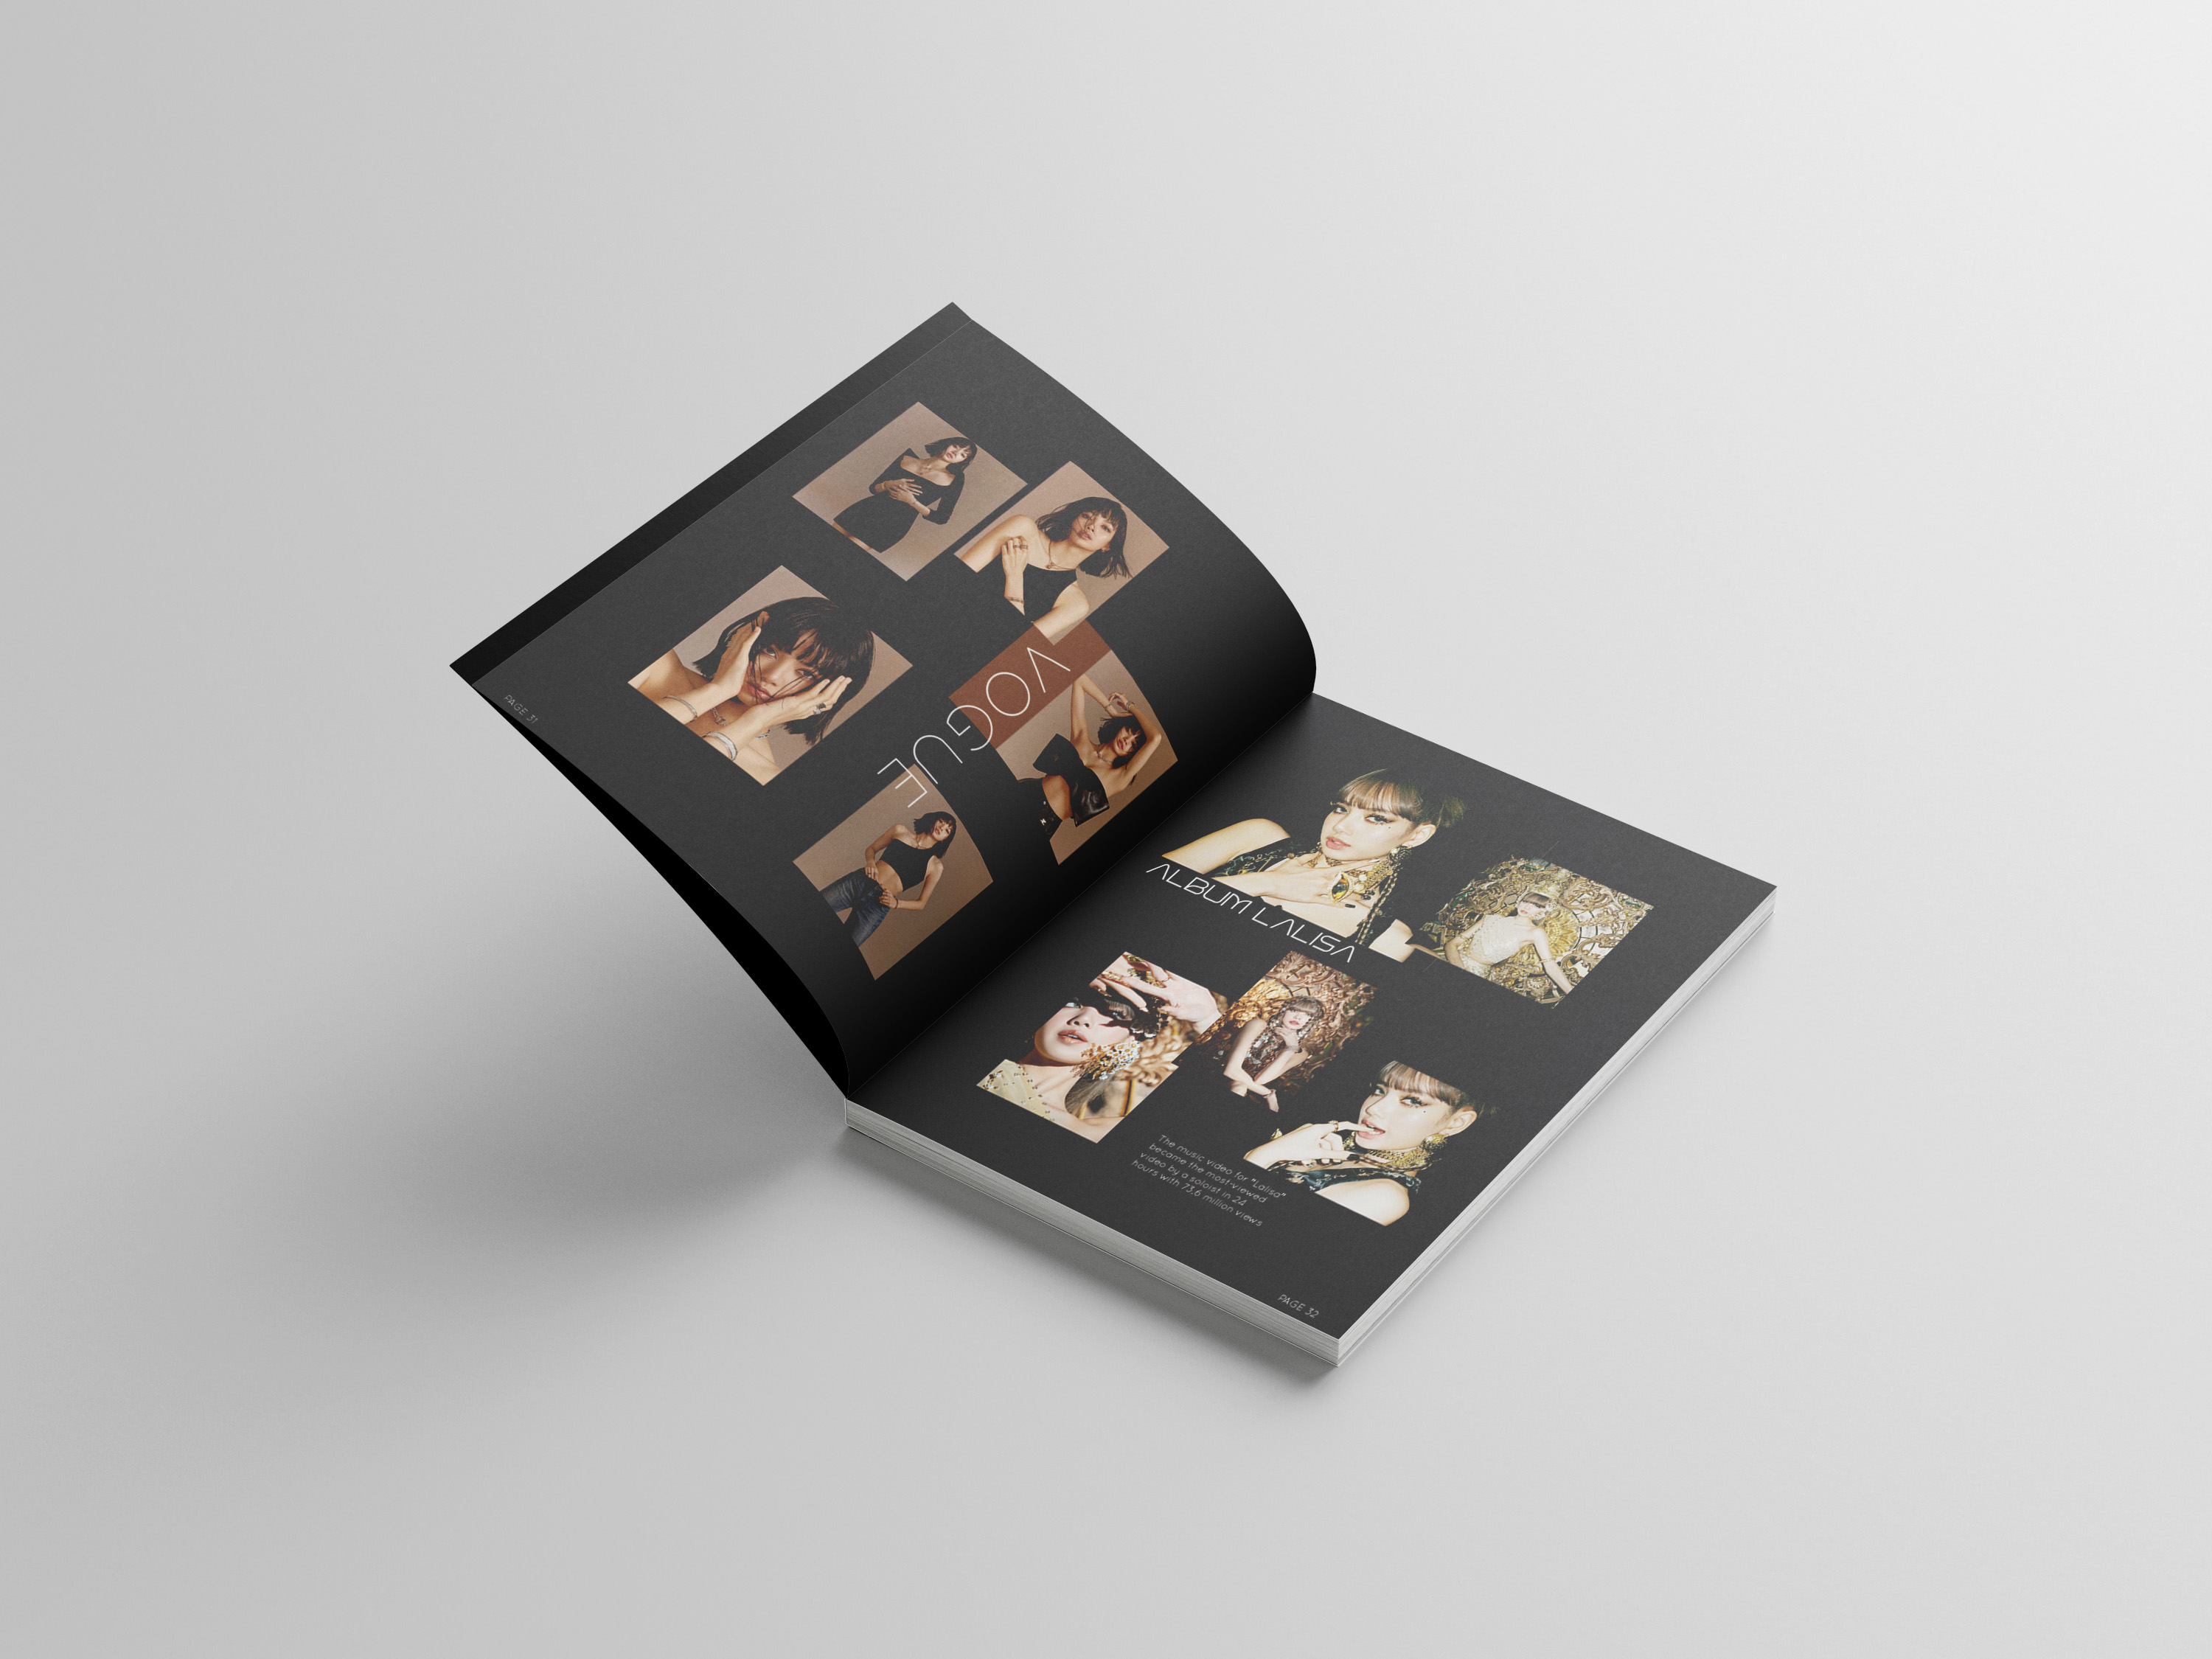 VOGUE
PAGE 31
ALBUM LALISA
The music video for "Lalisa"
became the most-viewed
video by a soloist in 24
hours with 73,6 million views
PAGE 32